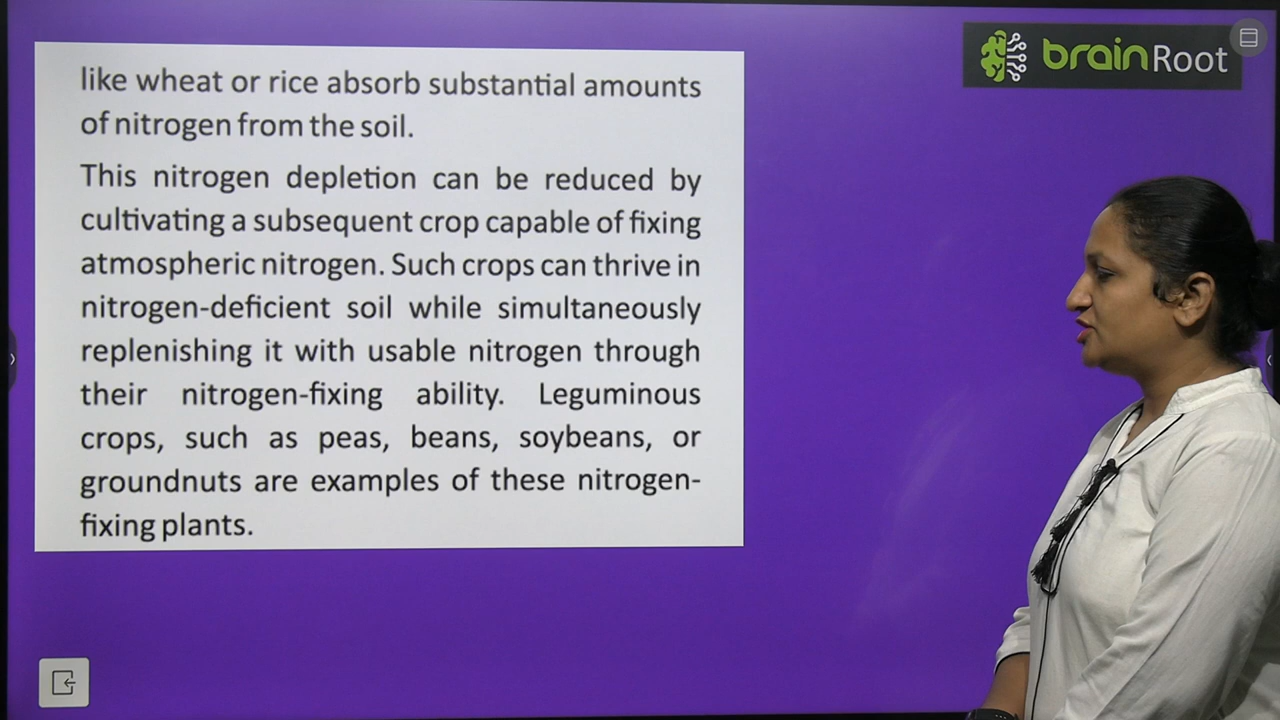 brainRoot
like wheat or rice absorb substantial amounts
of nitrogen from the soil.
This nitrogen depletion can be reduced by
cultivating a subsequent crop capable of fixing
atmospheric nitrogen. Such crops can thrive in
nitrogen-deficient soil while simultaneously
replenishing it with usable nitrogen through
their nitrogen-fixing ability. Leguminous
crops, such as peas, beans, soybeans, or
groundnuts are examples of these nitrogen-
fixing plants.